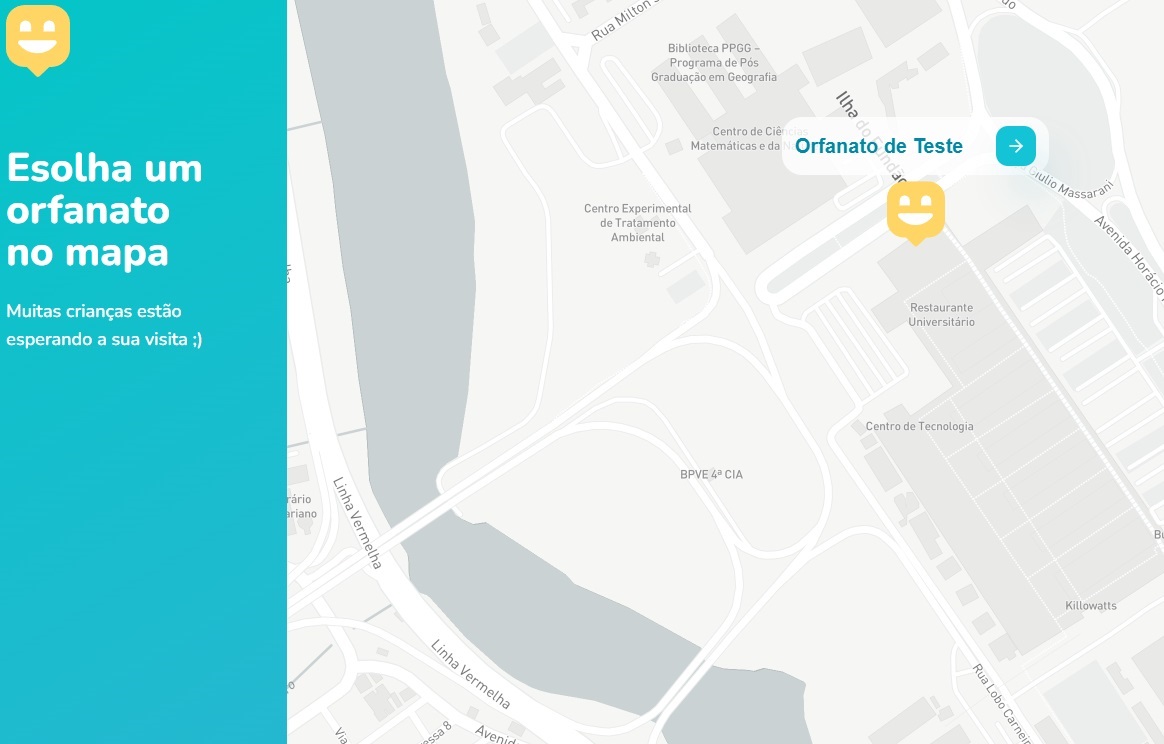 Esolha um
orfanato
no mapa
Muitas crianças estão
esperando a sua visita ;)
Rua Milton
Biblioteca PPGG –
Programa de Pós
Graduação em Geografia
Ilha do
Centro de
Matemáticas e da
Orfanato de Teste
Giulio Massarani
Centro Experimental
de Tratamento
Ambiental
Avenida Horácio
Restaurante
Universitário
Centro de Tecnologia
BPVE 4ª CIA
Linha Vermelha
Killowatts
Linha Vermelha
Rua Lobo Carneiro